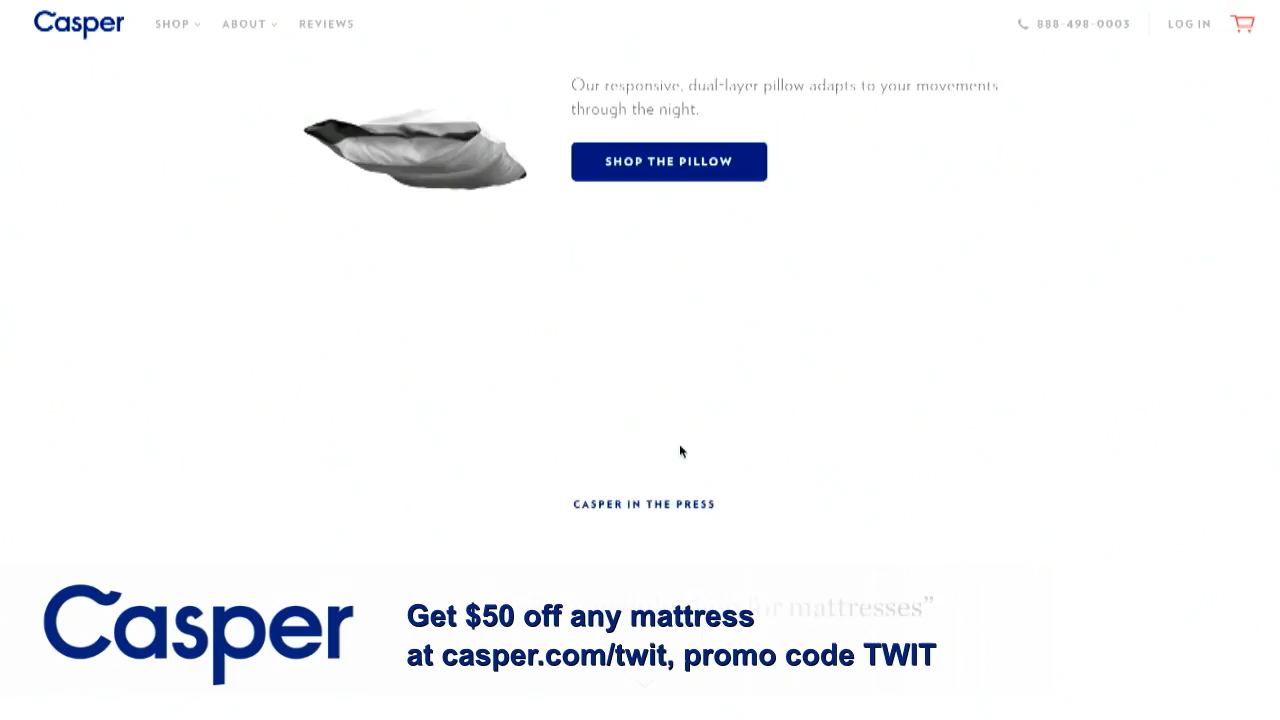 Casper SHOP ABOUT REVIEWS 888-498-0003 LOG IN
Our responsive, dual-layer pillow adapts to your movements
through the night.
SHOP THE PILLOW
CASPER IN THE PRESS
mattresses”
Casper
Get $50 off any mattress
at casper.com/twit, promo code TWIT